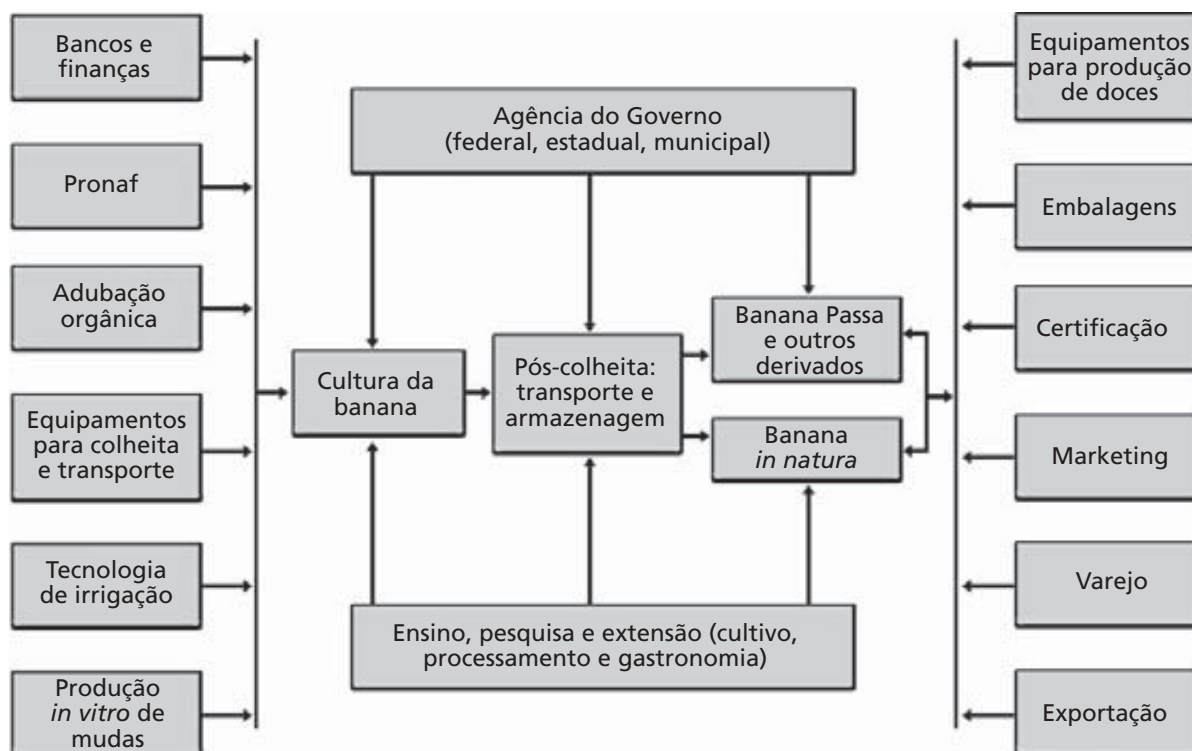 Bancos e
finanças
Pronaf
Adubação
orgânica
Equipamentos
para colheita
e transporte
Tecnologia
de irrigação
Produção
in vitro de
mudas
Agência do Governo
(federal, estadual, municipal)
Cultura da
banana
Pós-colheita:
transporte e
armazenagem
Banana Passa
e outros
derivados
Banana
in natura
Ensino, pesquisa e extensão (cultivo,
processamento e gastronomia)
Equipamentos
para produção
de doces
Embalagens
Certificação
Marketing
Varejo
Exportação